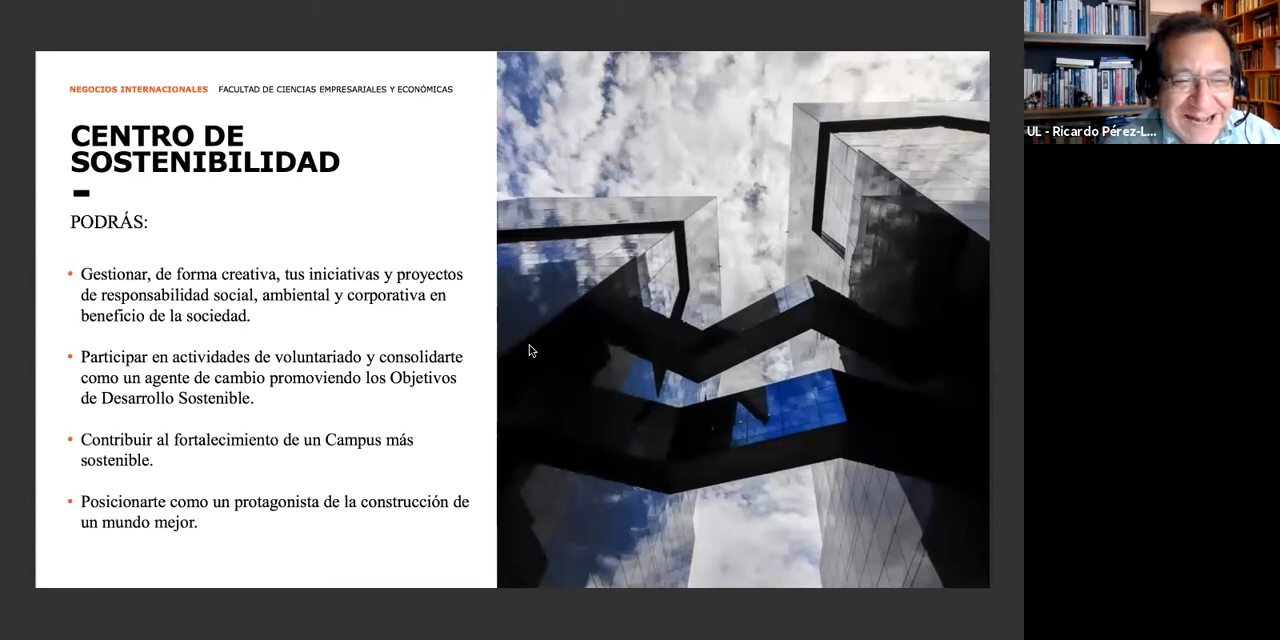 NEGOCIOS INTERNACIONALES FACULTAD DE CIENCIAS EMPRESARIALES Y ECONÓMICAS
CENTRO DE
SOSTENIBILIDAD
PODRÁS:
• Gestionar, de forma creativa, tus iniciativas y proyectos
de responsabilidad social, ambiental y corporativa en
beneficio de la sociedad.
• Participar en actividades de voluntariado y consolidarte
como un agente de cambio promoviendo los Objetivos
de Desarrollo Sostenible.
• Contribuir al fortalecimiento de un Campus más
sostenible.
• Posicionarte como un protagonista de la construcción de
un mundo mejor.
UL - Ricardo Pérez-L...